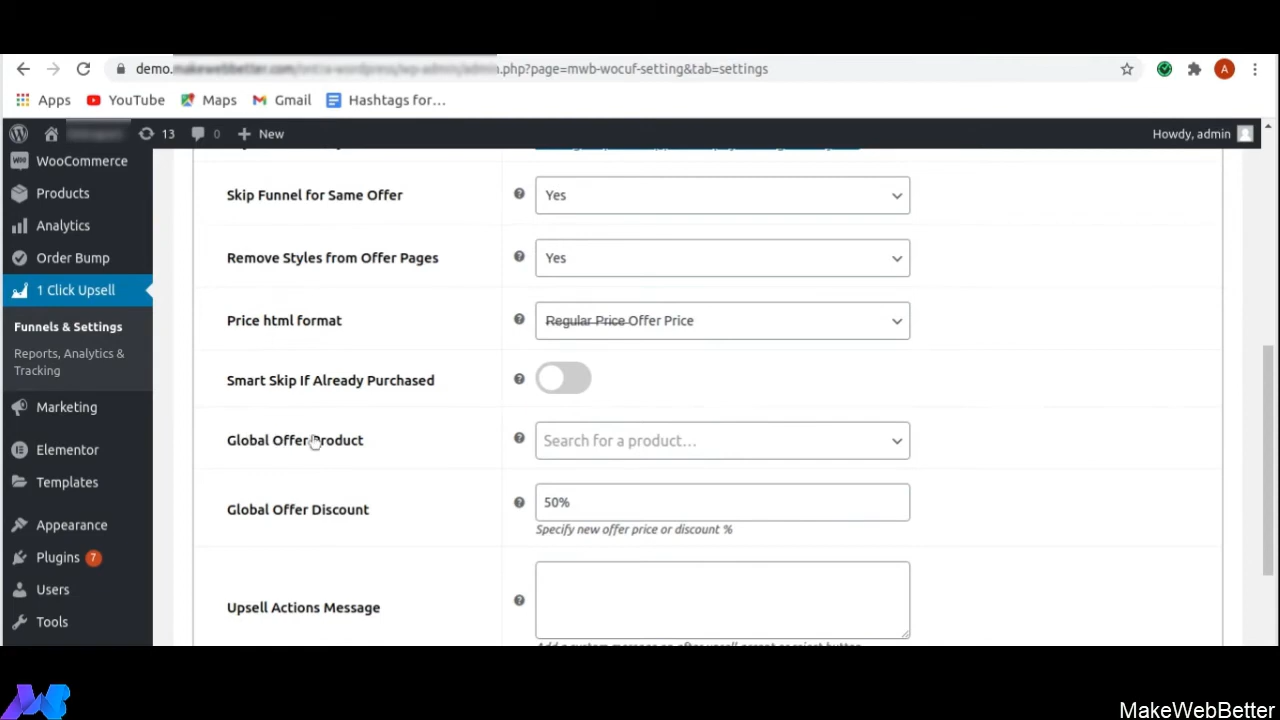 demo. .php?page=mwb-wocuf-setting&tab=settings
A
Apps YouTube Maps Gmail Hashtags for…
13 0 New Howdy, admin
WooCommerce
Products
Analytics
Order Bump
1 Click Upsell
Funnels & Settings
Reports, Analytics &
Tracking
Marketing
Elementor
Templates
Appearance
Plugins 7
Users
Tools
Skip Funnel for Same Offer Yes
Remove Styles from Offer Pages Yes
Price html format Regular Price Offer Price
Smart Skip If Already Purchased
Global Offer Product Search for a product…
Global Offer Discount 50%
Specify new offer price or discount %
Upsell Actions Message
MakeWebBetter